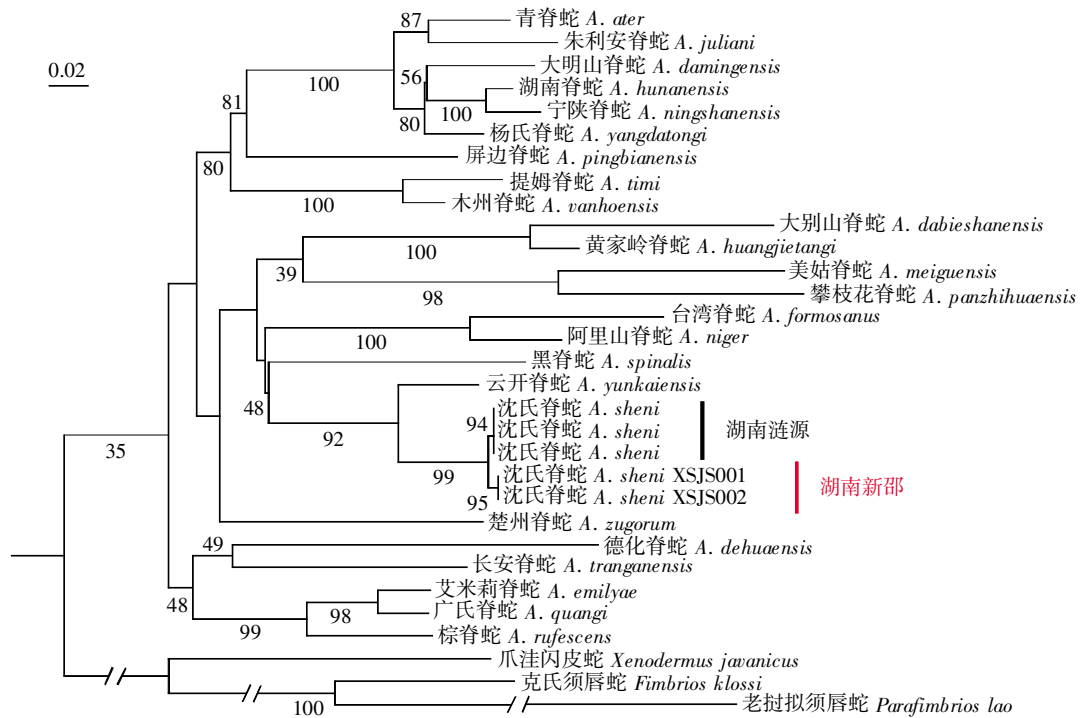 87
青脊蛇 A. ater
朱利安脊蛇 A. juliani
0.02
100
56
大明山脊蛇 A. damingensis
湖南脊蛇 A. hunanensis
81
100
宁陕脊蛇 A. ningshanensis
80
杨氏脊蛇 A. yangdatongi
屏边脊蛇 A. pingbianensis
80
提姆脊蛇 A. timi
100
木州脊蛇 A. vanhoensis
大别山脊蛇 A. dabieshanensis
100
黄家岭脊蛇 A. huangjietangi
39
美姑脊蛇 A. meiguensis
98
攀枝花脊蛇 A. panzhihuaensis
台湾脊蛇 A. formosanus
100
阿里山脊蛇 A. niger
黑脊蛇 A. spinalis
云开脊蛇 A. yunkaiensis
48
沈氏脊蛇 A. sheni
94
沈氏脊蛇 A. sheni
湖南涟源
92
沈氏脊蛇 A. sheni
35
99
沈氏脊蛇 A. sheni XSJS001
湖南新邵
95
沈氏脊蛇 A. sheni XSJS002
楚州脊蛇 A. zugorum
49
德化脊蛇 A. dehuaensis
长安脊蛇 A. tranganensis
48
艾米莉脊蛇 A. emilyae
98
广氏脊蛇 A. quangi
99
棕脊蛇 A. rufescens
爪洼闪皮蛇 Xenodermus javanicus
克氏须唇蛇 Fimbrios klossi
100
老挝拟须唇蛇 Parafimbrios lao